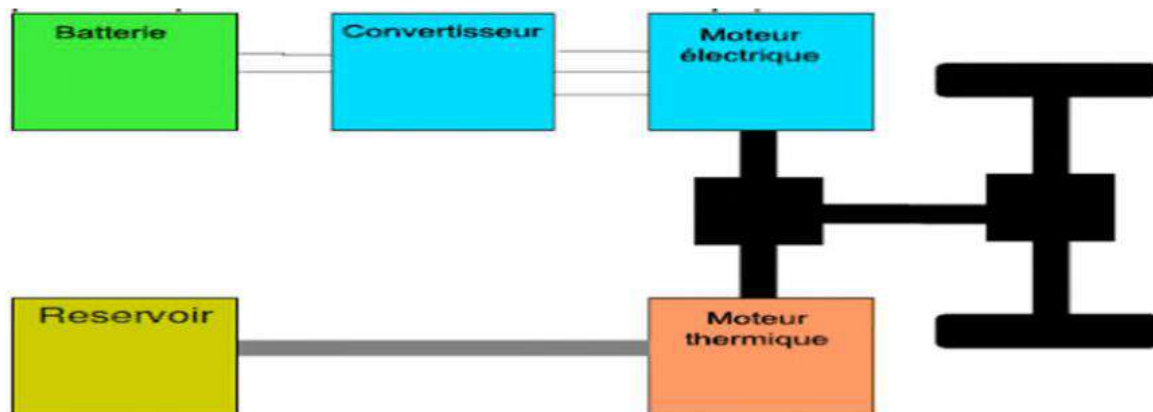 Batterie
Convertisseur
Moteur
électrique
Reservoir
Moteur
thermique